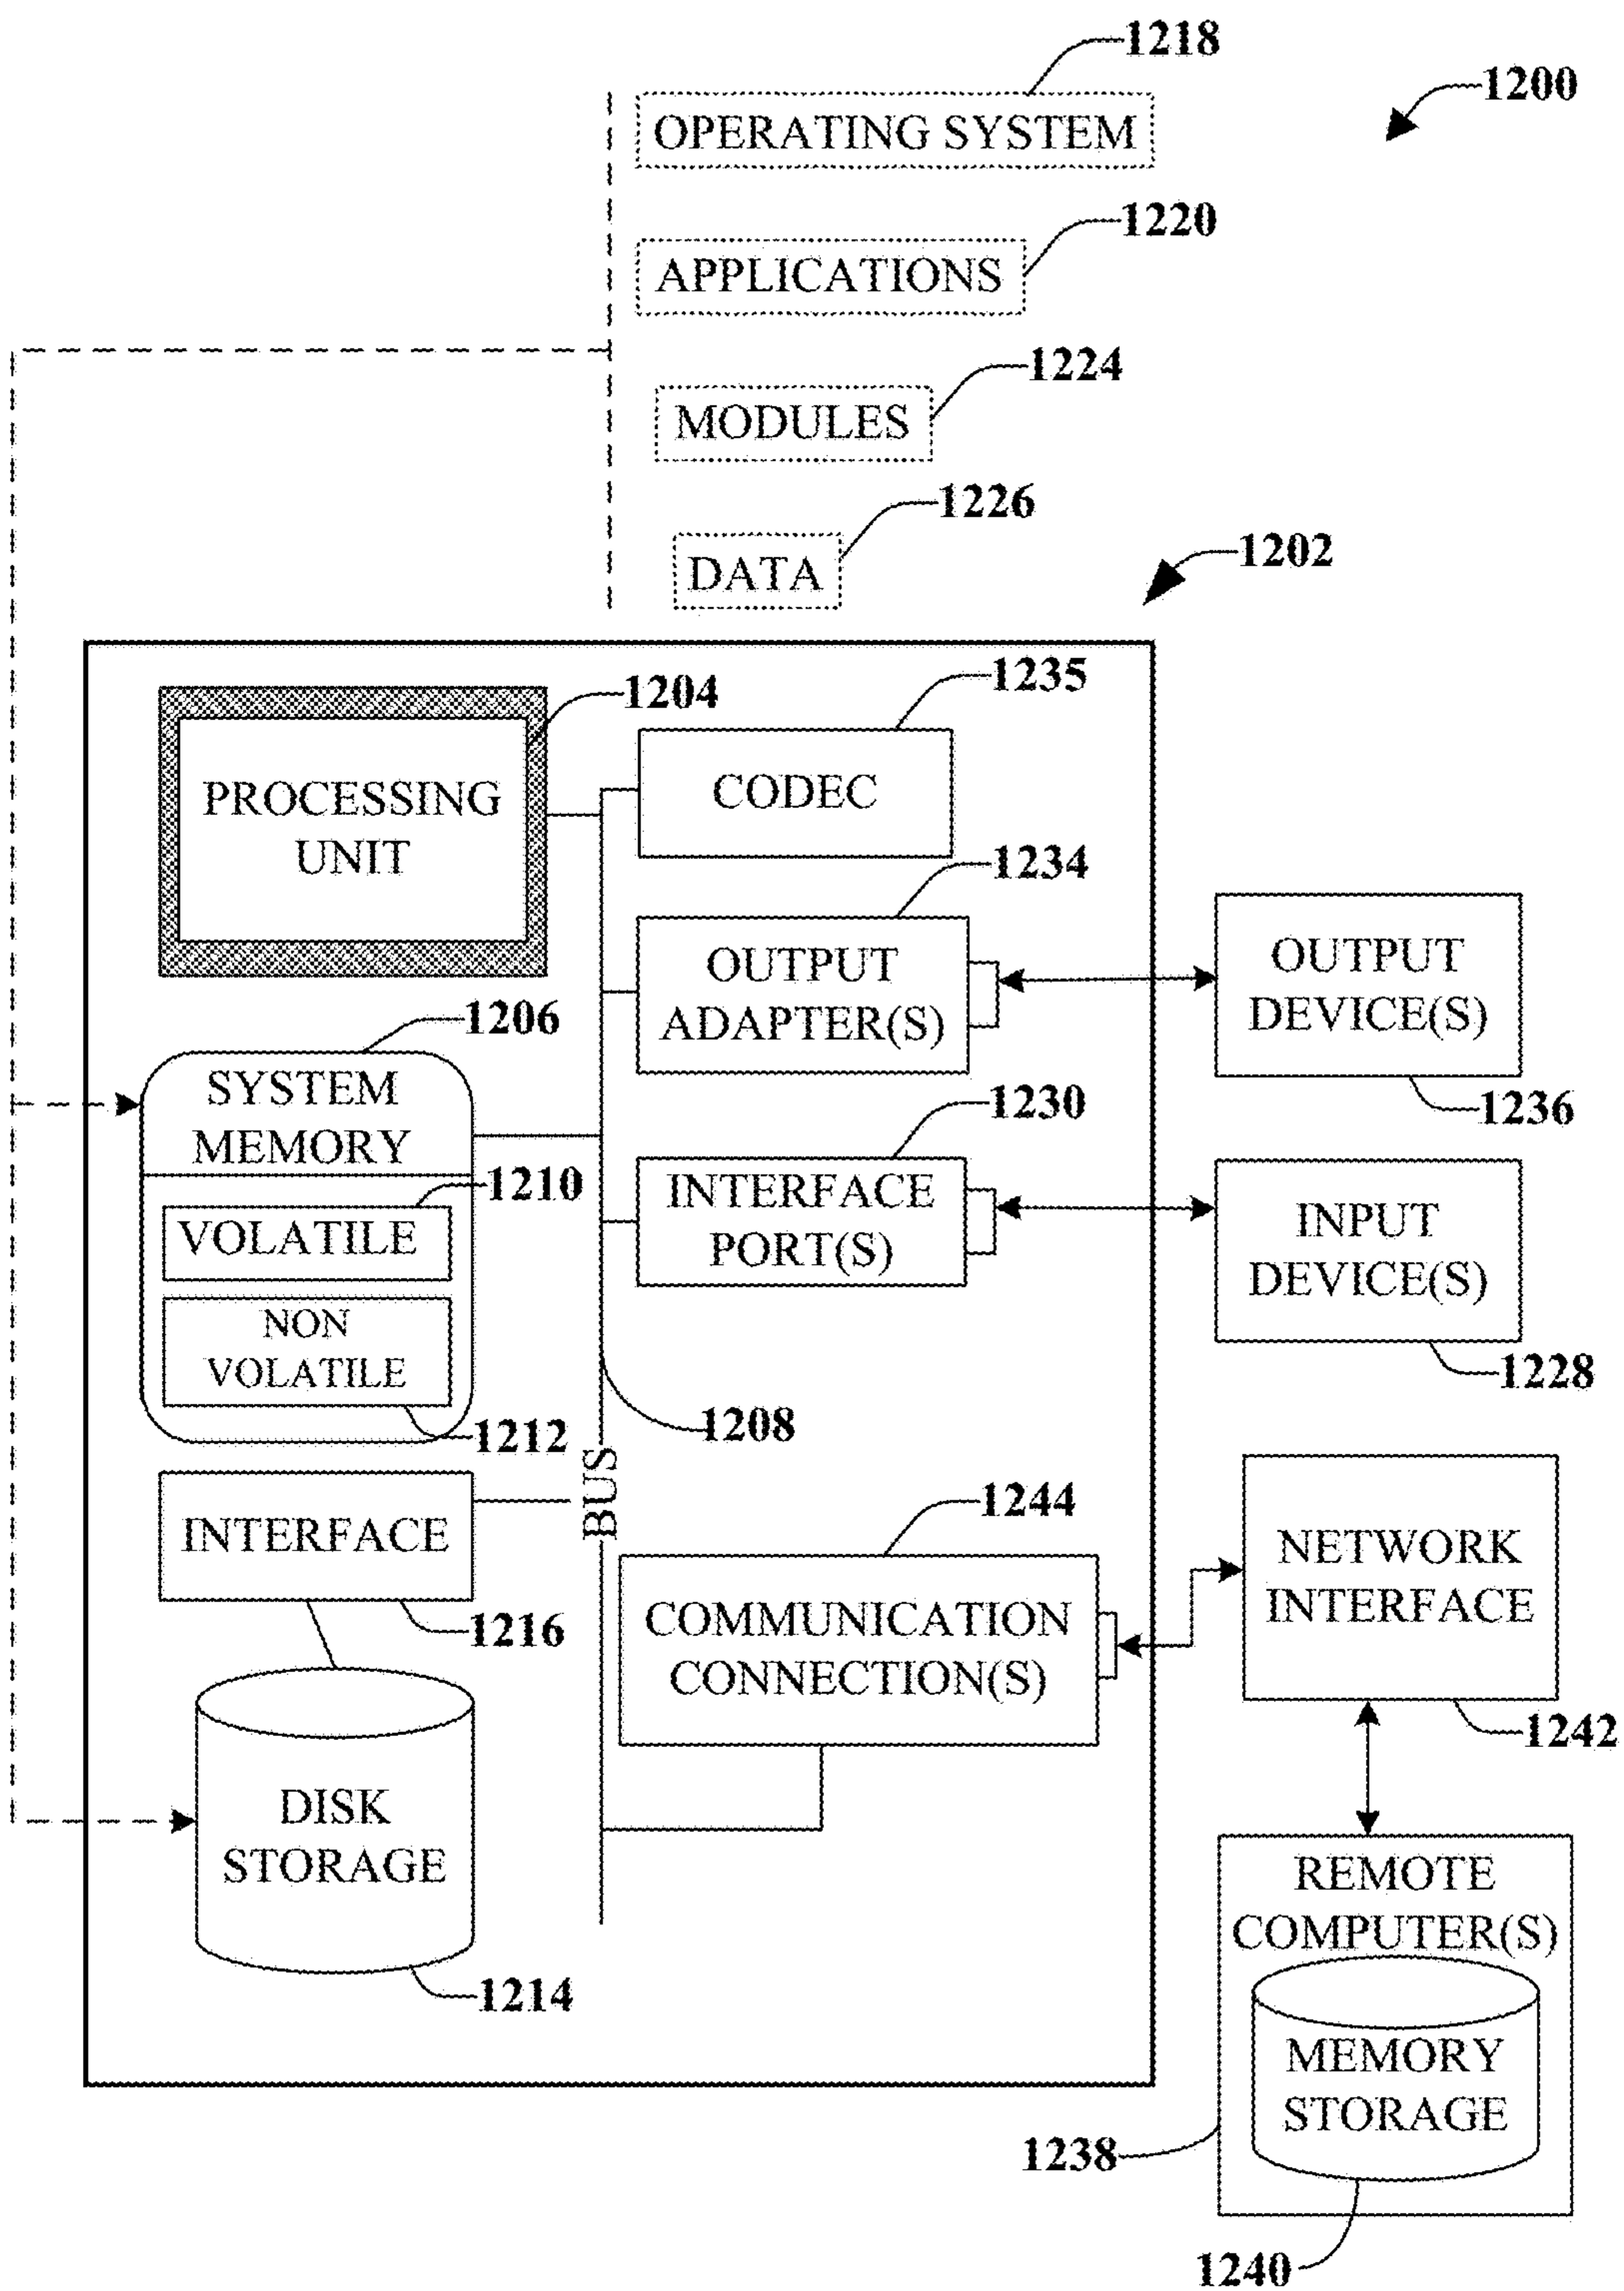 1218
1200
OPERATING SYSTEM
1220
APPLICATIONS
1224
MODULES
1226
DATA
1202
1235
1204
CODEC
PROCESSING
UNIT
1234
OUTPUT
ADAPTER(S)
OUTPUT
DEVICE(S)
1236
1206
SYSTEM
MEMORY
1210
VOLATILE
NON
VOLATILE
1212
1230
INTERFACE
PORT(S)
INPUT
DEVICE(S)
1228
1208
BUS
INTERFACE
1216
1244
COMMUNICATION
CONNECTION(S)
NETWORK
INTERFACE
1242
DISK
STORAGE
1214
REMOTE
COMPUTER(S)
MEMORY
STORAGE
1238
1240